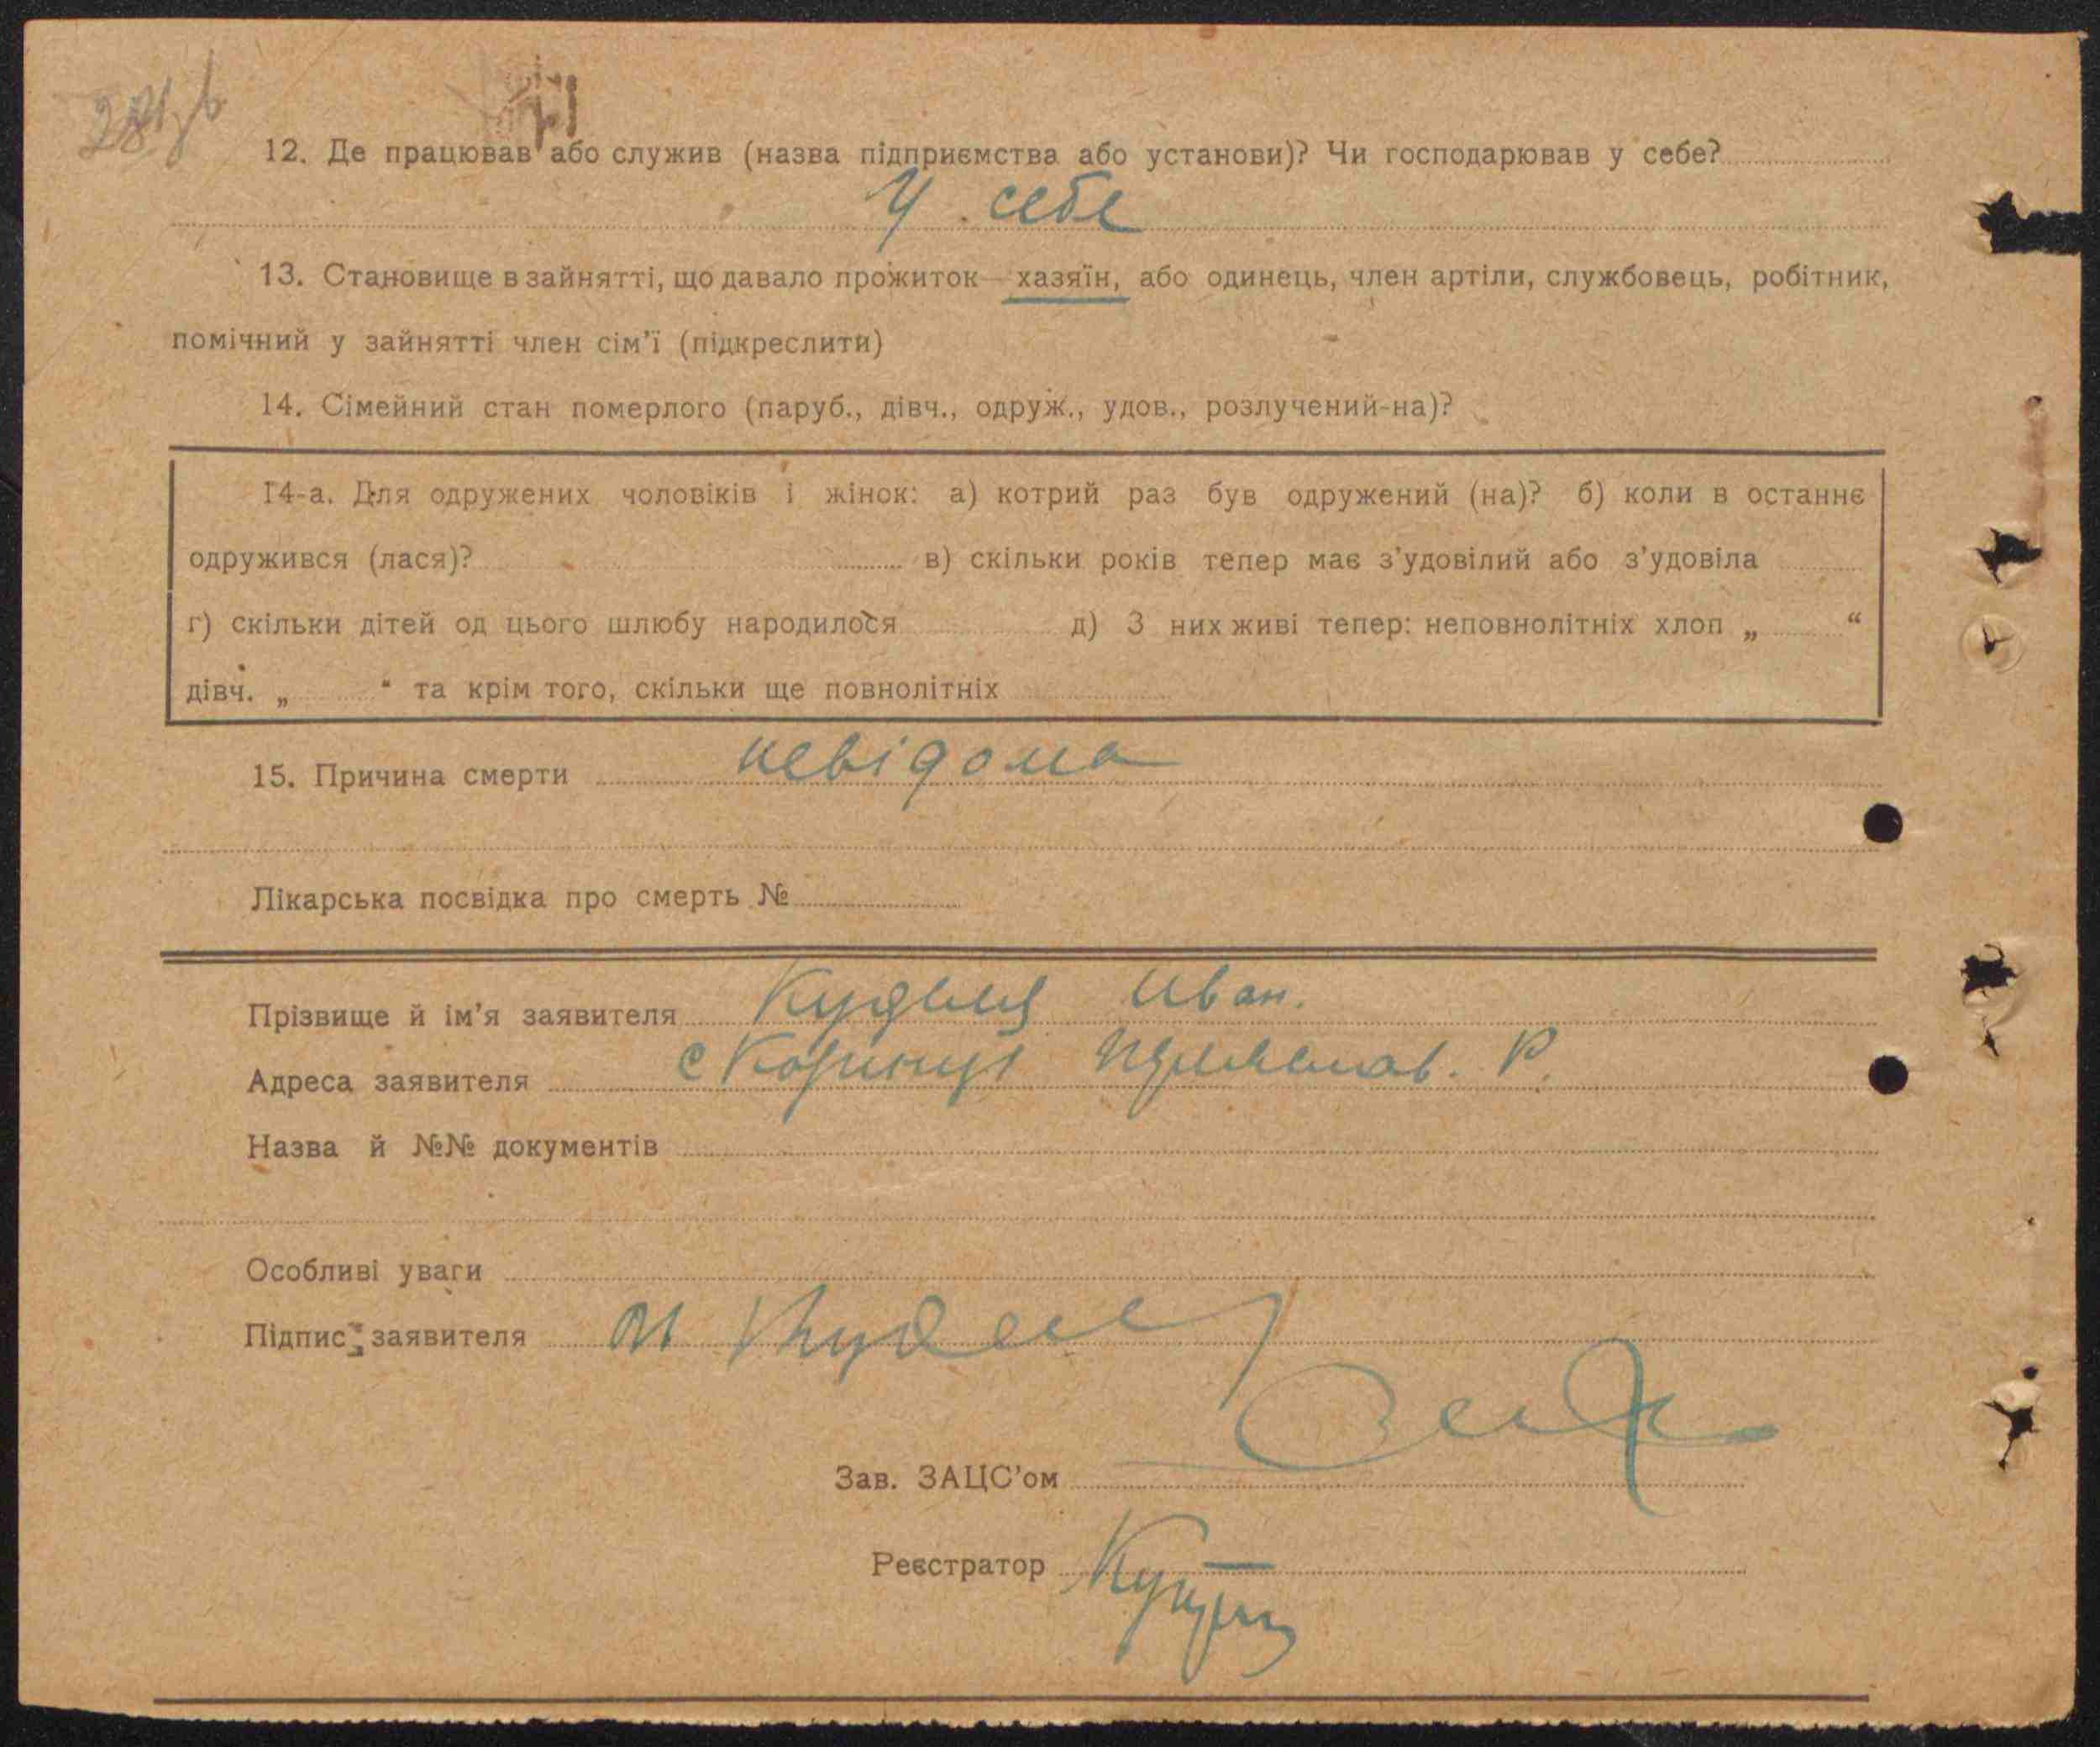 12. Де працював або служив (назва підприємства або установи)? Чи господарював у себе?
У себе
13. Становище в зайнятті, що давало прожиток — хазяїн, або одинець, член артіли, службовець, робітник,
помічний у зайнятті член сім'ї (підкреслити)
14. Сімейний стан померлого (паруб., дівч., одруж., удов., розлучений-на)?
14-а. Для одружених чоловіків і жінок: а) котрий раз був одружений (на)? б) коли в останнє
одружився (лася)? в) скільки років тепер має з'удовілий або з'удовіла
г) скільки дітей од цього шлюбу народилося д) З них живі тепер: неповнолітніх хлоп „ “
дівч. „ “ та крім того, скільки ще повнолітніх
15. Причина смерти невідома
Лікарська посвідка про смерть №
Прізвище й ім'я заявителя Иван.
Адреса заявителя с Р.
Назва й №№ документів
Особливі уваги
Підпис заявителя
Зав. ЗАЦС'ом
Реєстратор